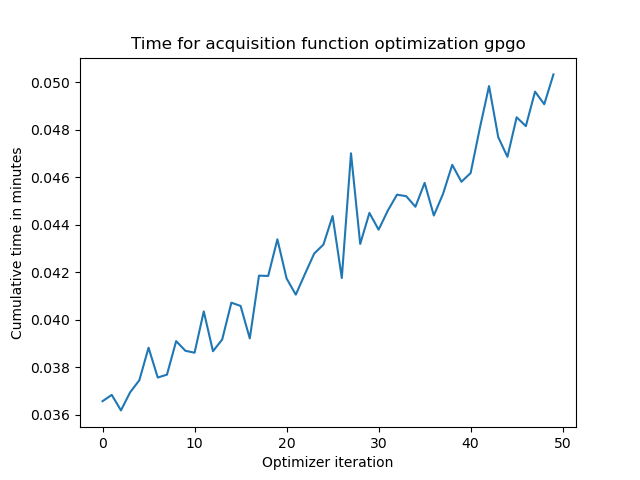 Time for acquisition function optimization gpgo
0.050
0.048
0.046
0.044
0.042
0.040
0.038
0.036
Cumulative time in minutes
0 10 20 30 40 50
Optimizer iteration